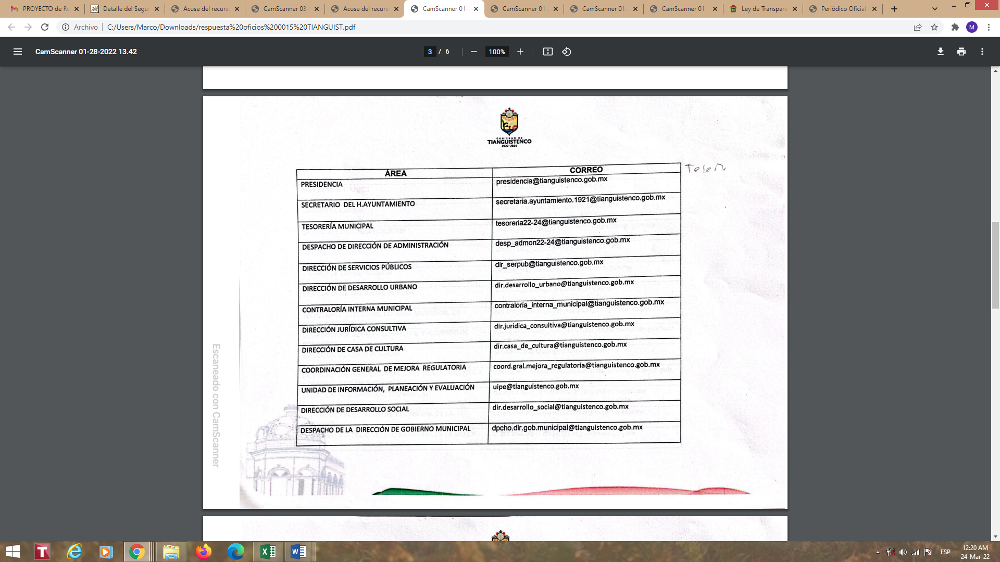 PROYECTO de Re
Detalle del Segui
Acuse del recurso
CamScanner 03-
Acuse del recurso
CamScanner 01-
CamScanner 01-
CamScanner 01-
CamScanner 01-
Ley de Transpare
Periódico Oficial
Archivo
C:/Users/Marco/Downloads/respuesta%20oficios%200015%20TIANGUIST.pdf
M
CamScanner 01-28-2022 13.42
3 / 6
100%
GOBIERNO DE
TIANGUISTENCO
2022-2024
ÁREA CORREO
PRESIDENCIA presidencia@tianguistenco.gob.mx
SECRETARIO DEL H.AYUNTAMIENTO secretaria.ayuntamiento.1921@tianguistenco.gob.mx
TESORERÍA MUNICIPAL tesoreria22-24@tianguistenco.gob.mx
DESPACHO DE DIRECCIÓN DE ADMINISTRACIÓN desp_admon22-24@tianguistenco.gob.mx
DIRECCIÓN DE SERVICIOS PÚBLICOS dir_serpub@tianguistenco.gob.mx
DIRECCIÓN DE DESARROLLO URBANO dir.desarrollo_urbano@tianguistenco.gob.mx
CONTRALORÍA INTERNA MUNICIPAL contraloria_interna_municipal@tianguistenco.gob.mx
DIRECCIÓN JURÍDICA CONSULTIVA dir.juridica_consultiva@tianguistenco.gob.mx
DIRECCIÓN DE CASA DE CULTURA dir.casa_de_cultura@tianguistenco.gob.mx
COORDINACIÓN GENERAL DE MEJORA REGULATORIA coord.gral.mejora_regulatoria@tianguistenco.gob.mx
UNIDAD DE INFORMACIÓN, PLANEACIÓN Y EVALUACIÓN uipe@tianguistenco.gob.mx
DIRECCIÓN DE DESARROLLO SOCIAL dir.desarrollo_social@tianguistenco.gob.mx
DESPACHO DE LA DIRECCIÓN DE GOBIERNO MUNICIPAL dpcho.dir.gob.municipal@tianguistenco.gob.mx
Escaneado con CamScanner
ESP
12:20 AM
24-Mar-22